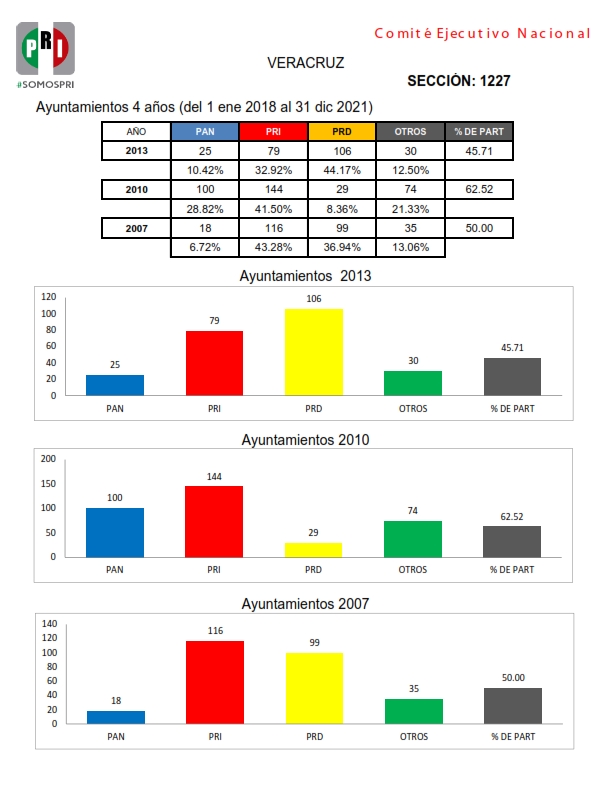 Comité Ejecutivo Nacional
PRI
#SOMOSPRI
VERACRUZ
SECCIÓN: 1227
Ayuntamientos 4 años (del 1 ene 2018 al 31 dic 2021)
AÑO PAN PRI PRD OTROS % DE PART
2013 25 79 106 30 45.71
10.42% 32.92% 44.17% 12.50%
2010 100 144 29 74 62.52
28.82% 41.50% 8.36% 21.33%
2007 18 116 99 35 50.00
6.72% 43.28% 36.94% 13.06%
Ayuntamientos 2013
120
100
80
60
40
20
0
25 79 106 30 45.71
PAN PRI PRD OTROS % DE PART
Ayuntamientos 2010
200
150
100
50
0
100 144 29 74 62.52
PAN PRI PRD OTROS % DE PART
Ayuntamientos 2007
140
120
100
80
60
40
20
0
18 116 99 35 50.00
PAN PRI PRD OTROS % DE PART